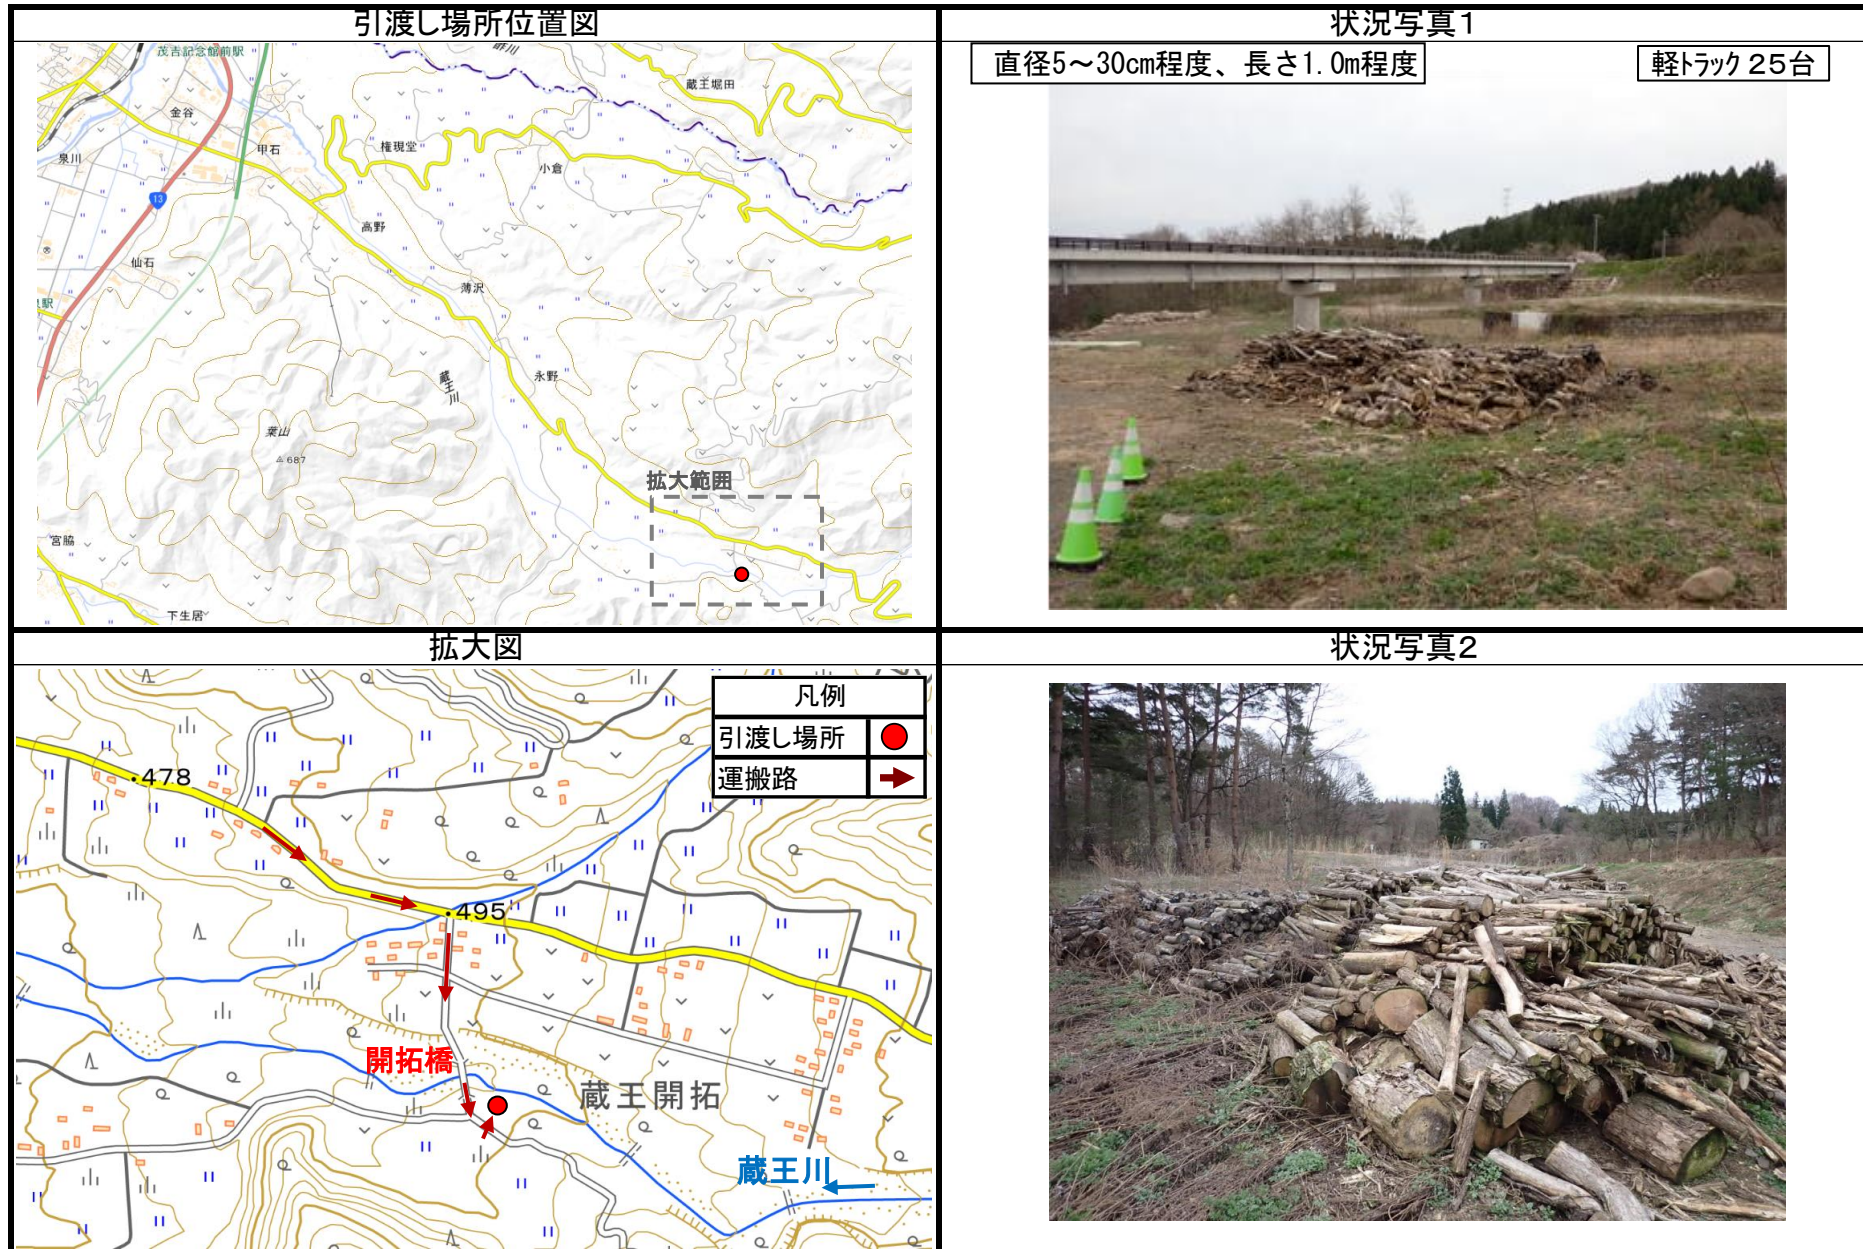 引渡し場所位置図
茂吉記念館前駅
酢川
蔵王堀田
金谷
権現堂
甲石
泉川
小倉
13
高野
仙石
薄沢
駅
永野
蔵王川
葉山
687
拡大範囲
宮脇
下生居
状況写真1
直径5～30cm程度、長さ1.0m程度
軽トラック 25台
拡大図
凡例
引渡し場所
運搬路
478
495
開拓橋
蔵王開拓
蔵王川
状況写真2